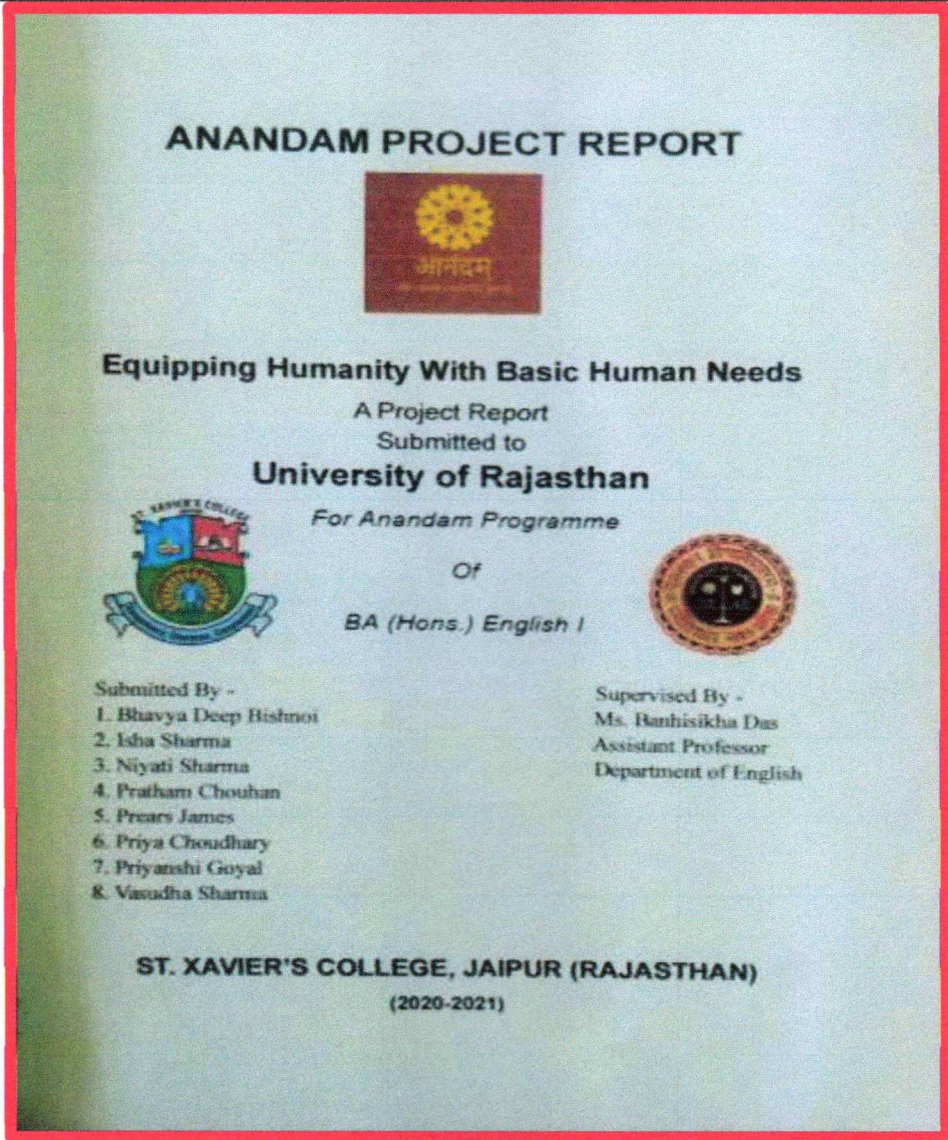 ANANDAM PROJECT REPORT
आनंदम्
Equipping Humanity With Basic Human Needs
A Project Report
Submitted to
University of Rajasthan
ST. XAVIER'S COLLEGE
For Anandam Programme
Of
BA (Hons.) English I
Submitted By -
1. Bhavya Deep Bishnoi
2. Isha Sharma
3. Niyati Sharma
4. Pratham Chouhan
5. Prears James
6. Priya Choudhary
7. Priyanshi Goyal
8. Vasudha Sharma
Supervised By -
Ms. Banhisikha Das
Assistant Professor
Department of English
ST. XAVIER'S COLLEGE, JAIPUR (RAJASTHAN)
(2020-2021)